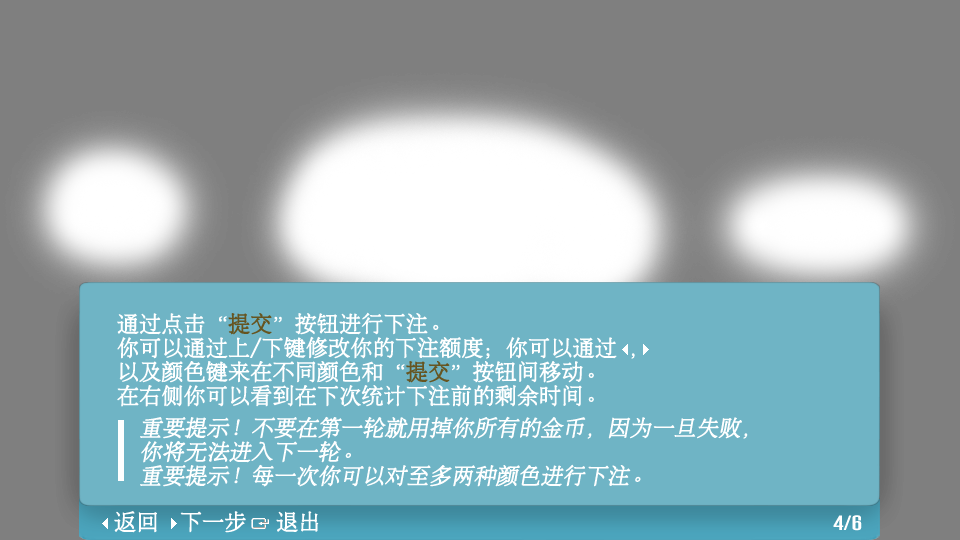 通过点击“提交”按钮进行下注。
你可以通过上/下键修改你的下注额度；你可以通过◂,▸
以及颜色键来在不同颜色和“提交”按钮间移动。
在右侧你可以看到在下次统计下注前的剩余时间。
重要提示！不要在第一轮就用掉你所有的金币，因为一旦失败，
你将无法进入下一轮。
重要提示！每一次你可以对至多两种颜色进行下注。
◂返回 ▸下一步 退出 4/6